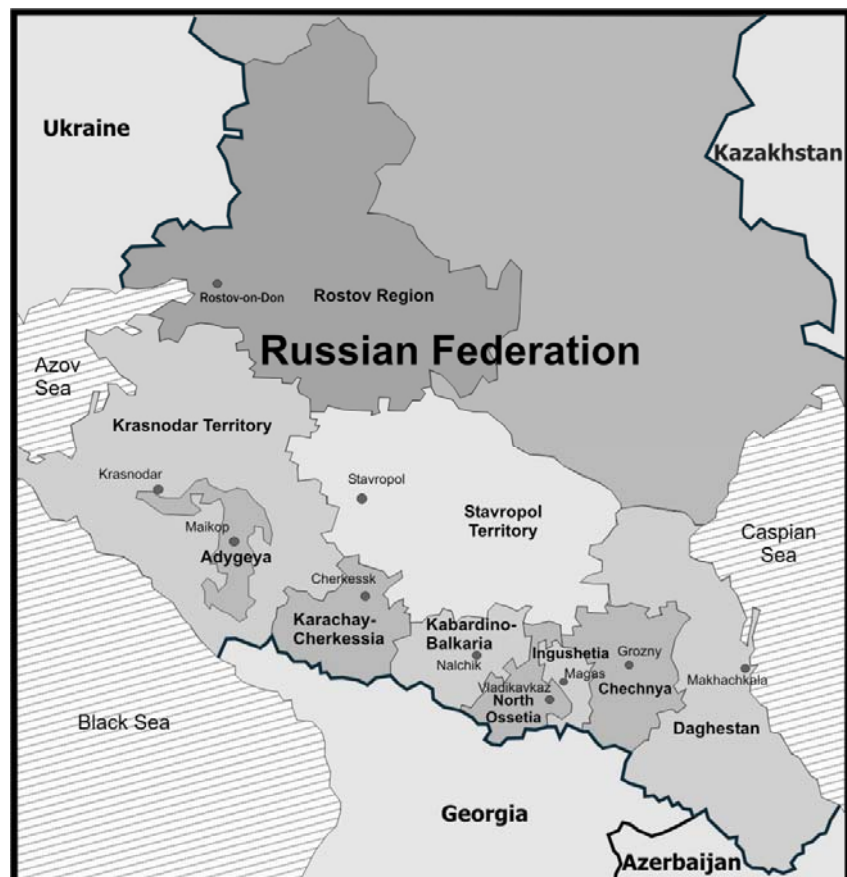 Ukraine
Kazakhstan
Rostov-on-Don
Rostov Region
Russian Federation
Azov
Sea
Krasnodar Territory
Krasnodar
Stavropol
Stavropol
Territory
Maikop
Adygeya
Caspian
Sea
Cherkessk
Karachay-
Cherkessia
Kabardino-
Balkaria
Nalchik
Ingushetia
Magas
Grozny
Chechnya
Makhachkala
Vladikavkaz
North
Ossetia
Black Sea
Daghestan
Georgia
Azerbaijan